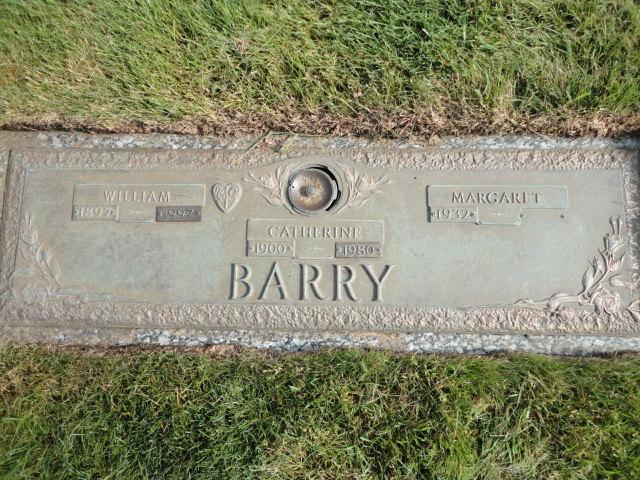 WILLIAM
1897 1997
CATHERINE
1900 1980
MARGARET
1932
BARRY